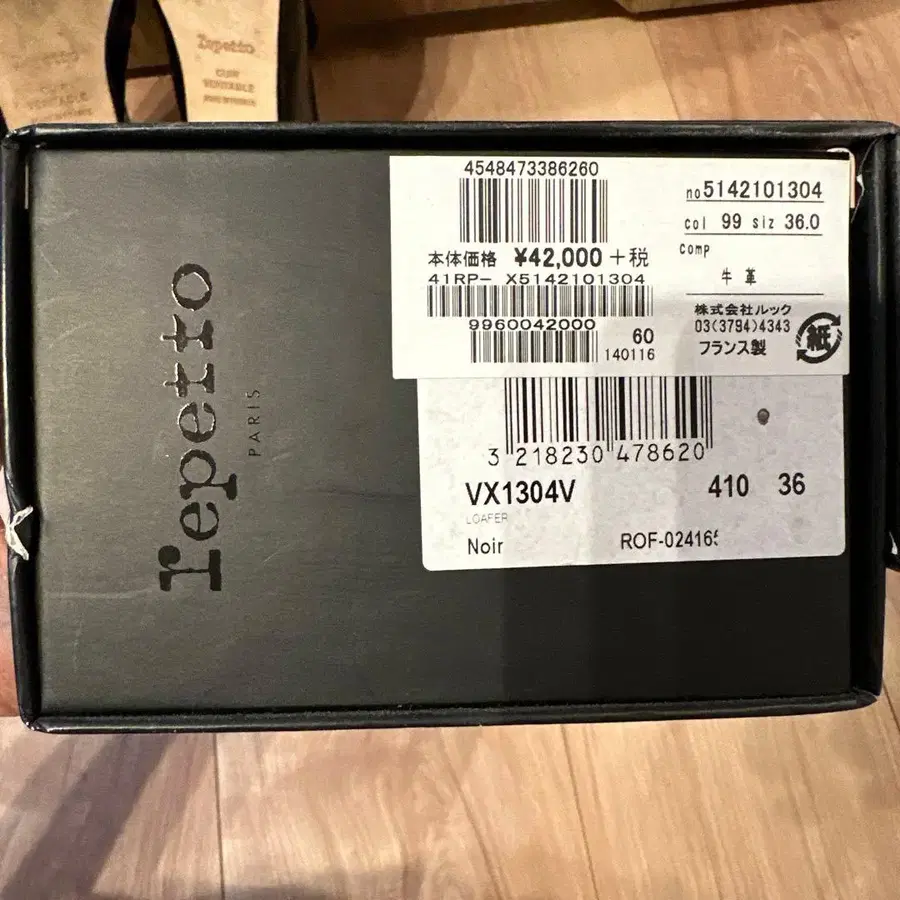 repetto
CUIR
VERITABLE
repetto
PARIS
4548473386260
本体価格 ¥42,000 +税
41RP- X5142101304
9960042000
60
140116
no5142101304
col 99 siz 36.0
comp
牛革
株式会社ルック
03(3794)4343
フランス製
紙
3 218230 478620
VX1304V 410 36
LOAFER
Noir ROF-02416